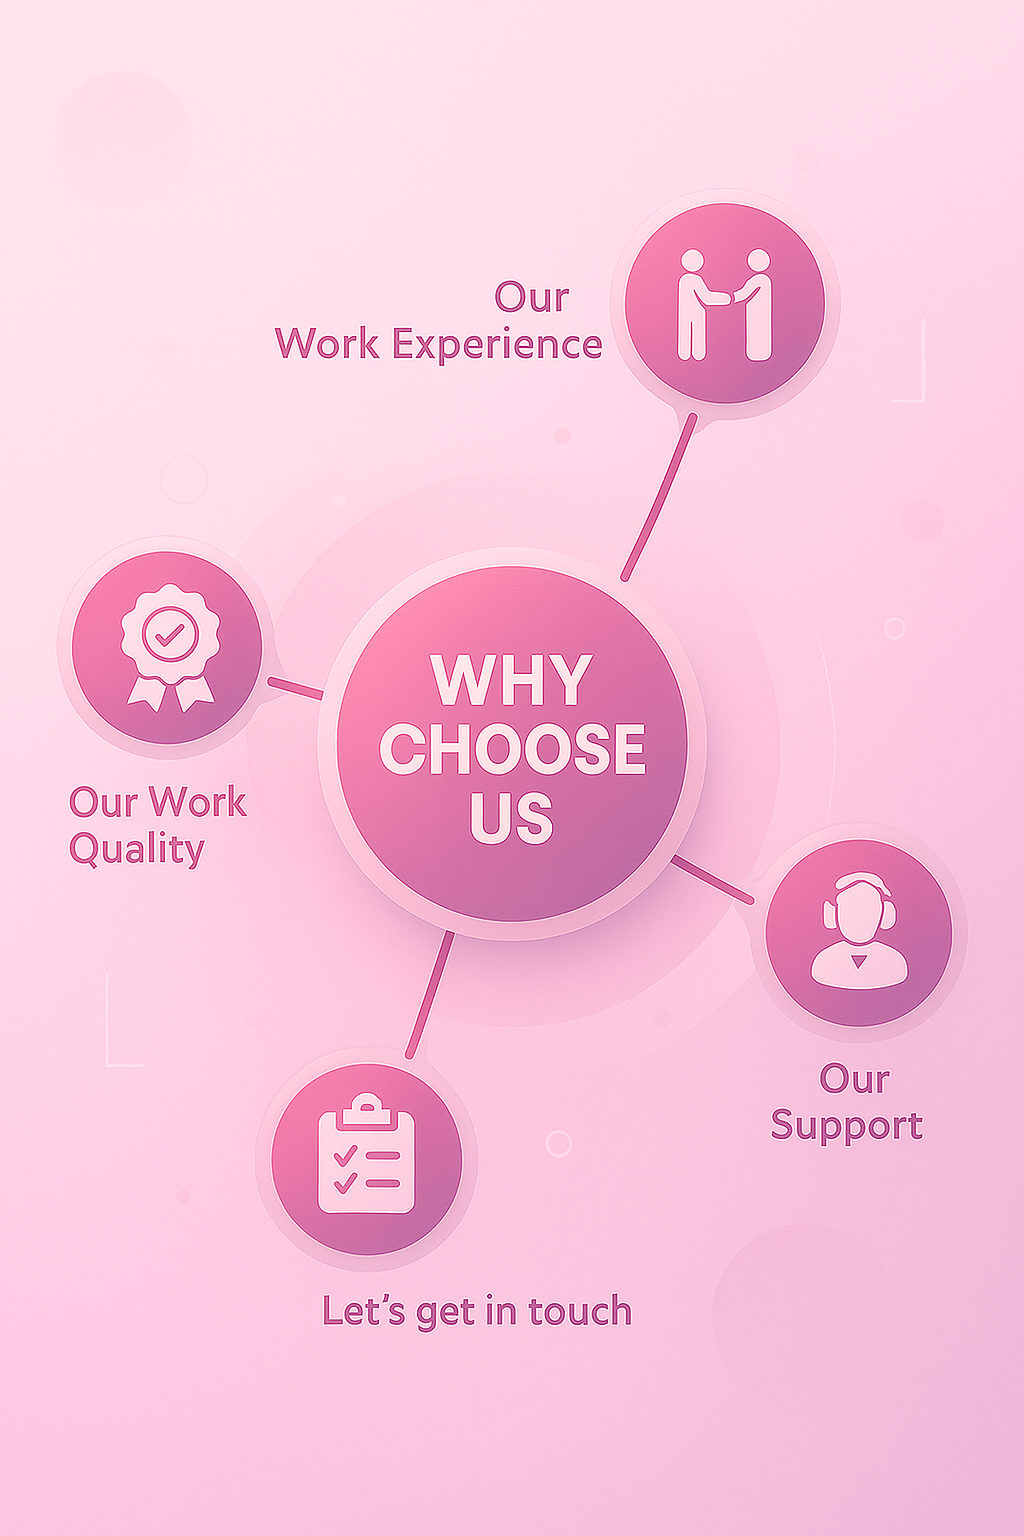 Our
Work Experience
WHY
CHOOSE
US
Our Work
Quality
Our
Support
Let's get in touch